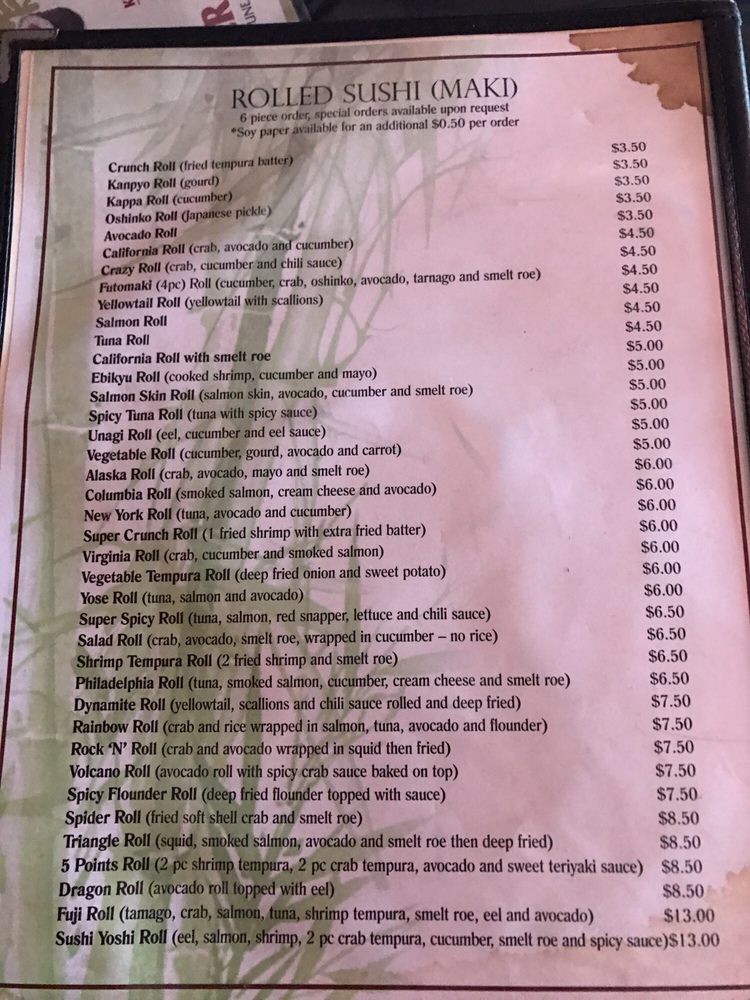 ROLLED SUSHI (MAKI)
6 piece order, special orders available upon request
*Soy paper available for an additional $0.50 per order
Crunch Roll (fried tempura batter) $3.50
Kanpyo Roll (gourd) $3.50
Kappa Roll (cucumber) $3.50
Oshinko Roll (Japanese pickle) $3.50
Avocado Roll $3.50
California Roll (crab, avocado and cucumber) $4.50
Crazy Roll (crab, cucumber and chili sauce) $4.50
Futomaki (4pc) Roll (cucumber, crab, oshinko, avocado, tarnago and smelt roe) $4.50
Yellowtail Roll (yellowtail with scallions) $4.50
Salmon Roll $4.50
Tuna Roll $4.50
California Roll with smelt roe $5.00
Ebikyu Roll (cooked shrimp, cucumber and mayo) $5.00
Salmon Skin Roll (salmon skin, avocado, cucumber and smelt roe) $5.00
Spicy Tuna Roll (tuna with spicy sauce) $5.00
Unagi Roll (eel, cucumber and eel sauce) $5.00
Vegetable Roll (cucumber, gourd, avocado and carrot) $5.00
Alaska Roll (crab, avocado, mayo and smelt roe) $6.00
Columbia Roll (smoked salmon, cream cheese and avocado) $6.00
New York Roll (tuna, avocado and cucumber) $6.00
Super Crunch Roll (1 fried shrimp with extra fried batter) $6.00
Virginia Roll (crab, cucumber and smoked salmon) $6.00
Vegetable Tempura Roll (deep fried onion and sweet potato) $6.00
Yose Roll (tuna, salmon and avocado) $6.00
Super Spicy Roll (tuna, salmon, red snapper, lettuce and chili sauce) $6.50
Salad Roll (crab, avocado, smelt roe, wrapped in cucumber – no rice) $6.50
Shrimp Tempura Roll (2 fried shrimp and smelt roe) $6.50
Philadelphia Roll (tuna, smoked salmon, cucumber, cream cheese and smelt roe) $6.50
Dynamite Roll (yellowtail, scallions and chili sauce rolled and deep fried) $7.50
Rainbow Roll (crab and rice wrapped in salmon, tuna, avocado and flounder) $7.50
Rock ‘N’ Roll (crab and avocado wrapped in squid then fried) $7.50
Volcano Roll (avocado roll with spicy crab sauce baked on top) $7.50
Spicy Flounder Roll (deep fried flounder topped with sauce) $7.50
Spider Roll (fried soft shell crab and smelt roe) $8.50
Triangle Roll (squid, smoked salmon, avocado and smelt roe then deep fried) $8.50
5 Points Roll (2 pc shrimp tempura, 2 pc crab tempura, avocado and sweet teriyaki sauce) $8.50
Dragon Roll (avocado roll topped with eel) $8.50
Fuji Roll (tamago, crab, salmon, tuna, shrimp tempura, smelt roe, eel and avocado) $13.00
Sushi Yoshi Roll (eel, salmon, shrimp, 2 pc crab tempura, cucumber, smelt roe and spicy sauce)$13.00